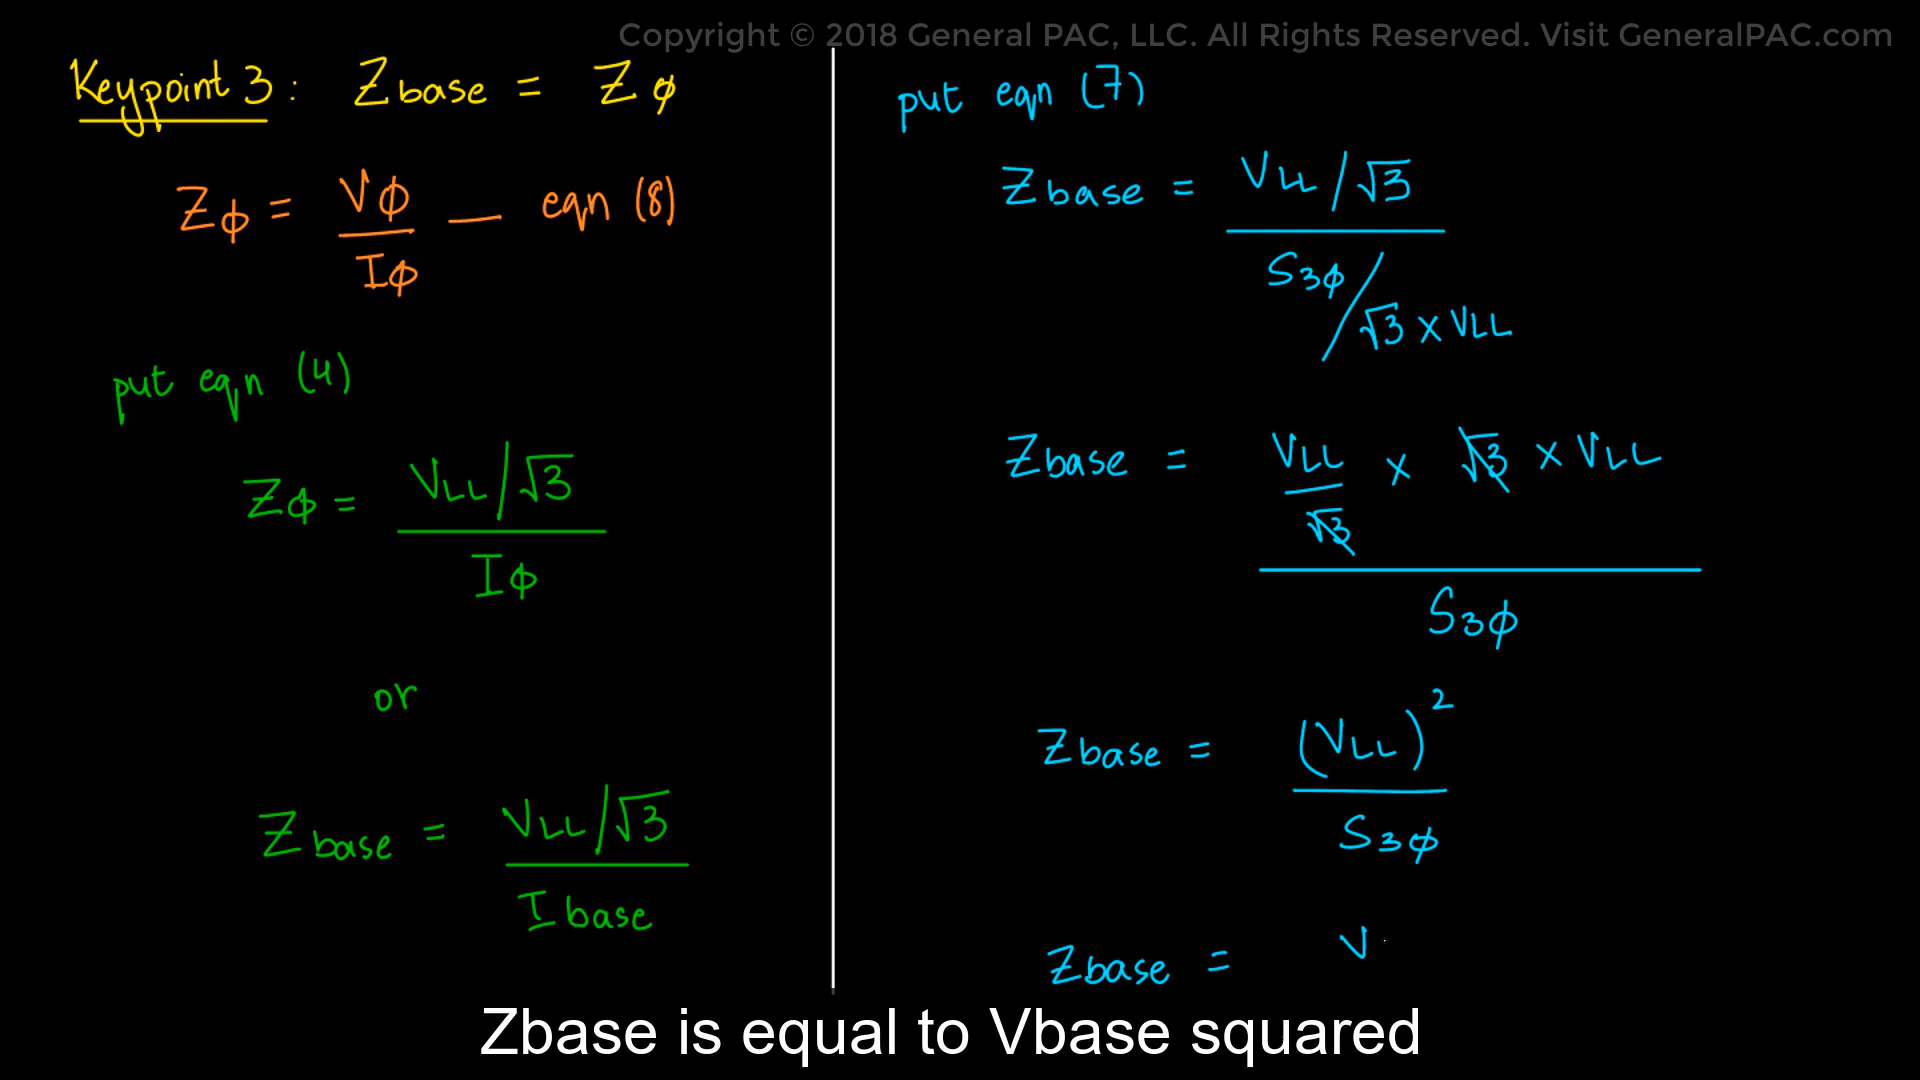 Copyright © 2018 General PAC, LLC. All Rights Reserved. Visit GeneralPAC.com
Keypoint 3: Zbase = Zϕ
Zϕ = Vϕ / Iϕ — eqn (8)
put eqn (4)
Zϕ = VLL/√3 / Iϕ
or
Zbase = VLL/√3 / Ibase
put eqn (7)
Zbase = VLL/√3 / S3ϕ/√3 x VLL
Zbase = VLL/√3 x √3 x VLL / S3ϕ
Zbase = (VLL)² / S3ϕ
Zbase = V
Zbase is equal to Vbase squared